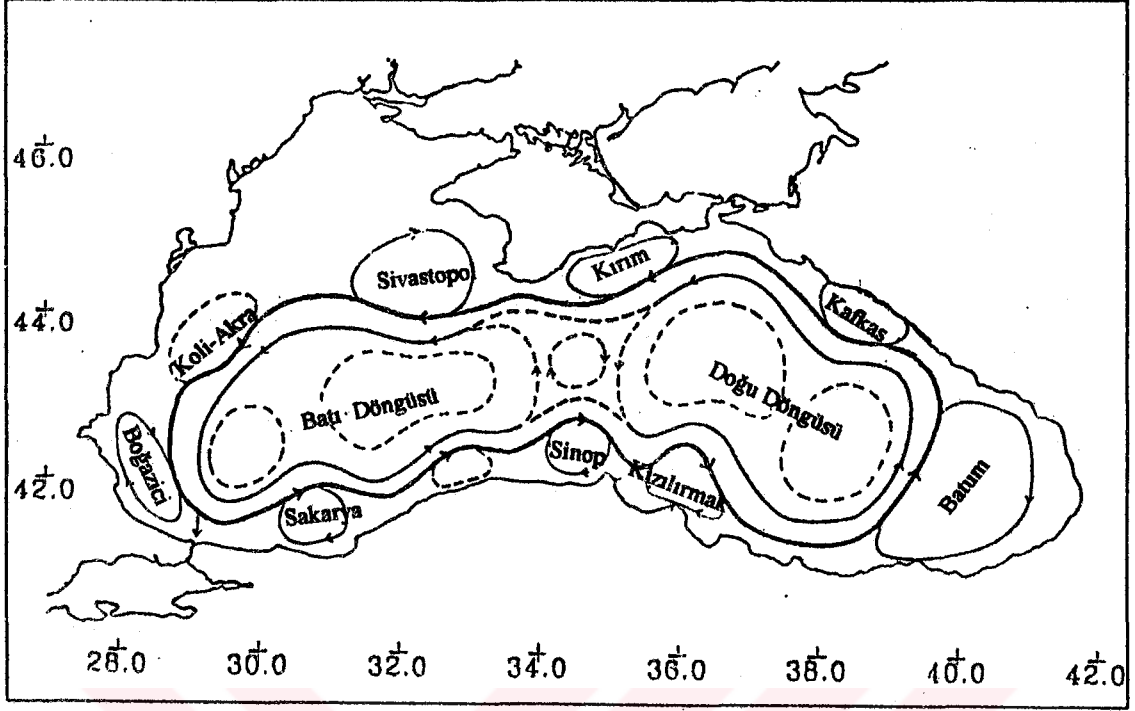 46.0
44.0
42.0
Sivastopol
Kırım
Kafkas
Koli-Akra
Batı Döngüsü
Doğu Döngüsü
Boğaziçi
Sinop
Kızılırmak
Batum
Sakarya
28.0 30.0 32.0 34.0 36.0 38.0 40.0 42.0